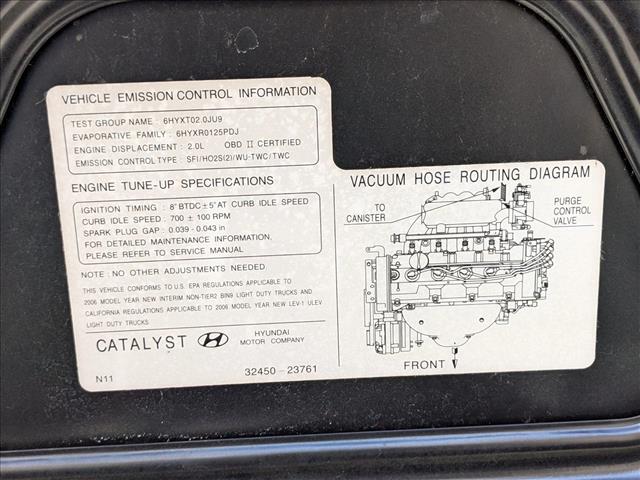 VEHICLE EMISSION CONTROL INFORMATION
TEST GROUP NAME : 6HYXT02.0JU9
EVAPORATIVE FAMILY : 6HYXR0125PDJ
ENGINE DISPLACEMENT : 2.0L OBD II CERTIFIED
EMISSION CONTROL TYPE : SFI/HO2S(2)/WU-TWC/TWC
ENGINE TUNE-UP SPECIFICATIONS
IGNITION TIMING : 8° BTDC ± 5° AT CURB IDLE SPEED
CURB IDLE SPEED : 700 ± 100 RPM
SPARK PLUG GAP : 0.039 - 0.043 in
FOR DETAILED MAINTENANCE INFORMATION,
PLEASE REFER TO SERVICE MANUAL
NOTE : NO OTHER ADJUSTMENTS NEEDED
THIS VEHICLE CONFORMS TO U.S. EPA REGULATIONS APPLICABLE TO
2006 MODEL YEAR NEW INTERIM NON-TIER2 BIN9 LIGHT DUTY TRUCKS AND
CALIFORNIA REGULATIONS APPLICABLE TO 2006 MODEL YEAR NEW LEV-1 ULEV
LIGHT DUTY TRUCKS
CATALYST HYUNDAI
MOTOR COMPANY
N11 32450 - 23761
VACUUM HOSE ROUTING DIAGRAM
TO
CANISTER
PURGE
CONTROL
VALVE
FRONT